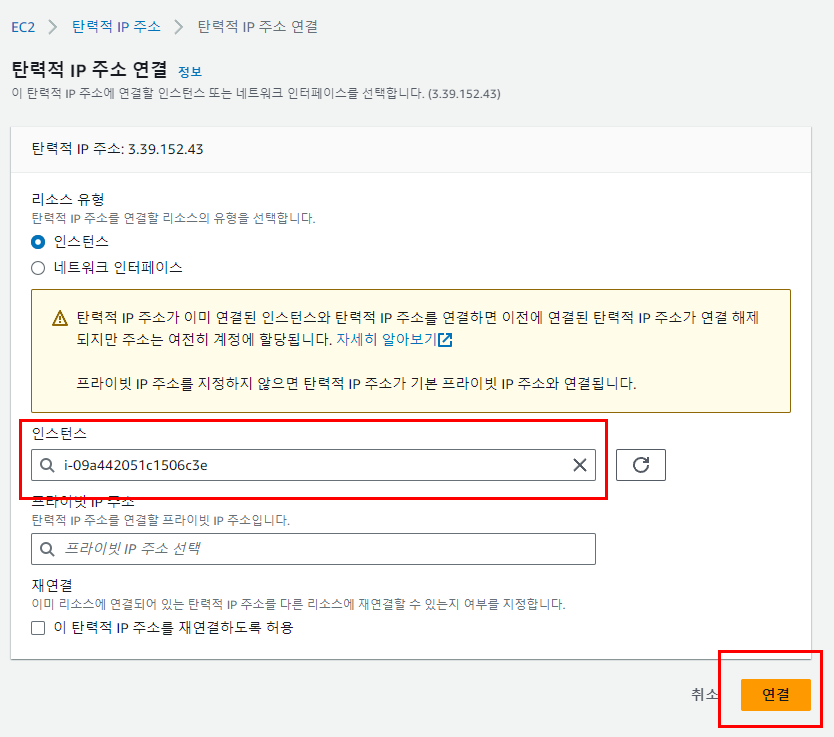 EC2 > 탄력적 IP 주소 > 탄력적 IP 주소 연결
탄력적 IP 주소 연결 정보
이 탄력적 IP 주소에 연결할 인스턴스 또는 네트워크 인터페이스를 선택합니다. (3.39.152.43)
탄력적 IP 주소: 3.39.152.43
리소스 유형
탄력적 IP 주소를 연결할 리소스의 유형을 선택합니다.
인스턴스
네트워크 인터페이스
탄력적 IP 주소가 이미 연결된 인스턴스와 탄력적 IP 주소를 연결하면 이전에 연결된 탄력적 IP 주소가 연결 해제
되지만 주소는 여전히 계정에 할당됩니다. 자세히 알아보기
프라이빗 IP 주소를 지정하지 않으면 탄력적 IP 주소가 기본 프라이빗 IP 주소와 연결됩니다.
인스턴스
i-09a442051c1506c3e
프라이빗 IP 주소
탄력적 IP 주소를 연결할 프라이빗 IP 주소입니다.
프라이빗 IP 주소 선택
재연결
이미 리소스에 연결되어 있는 탄력적 IP 주소를 다른 리소스에 재연결할 수 있는지 여부를 지정합니다.
이 탄력적 IP 주소를 재연결하도록 허용
취소 연결